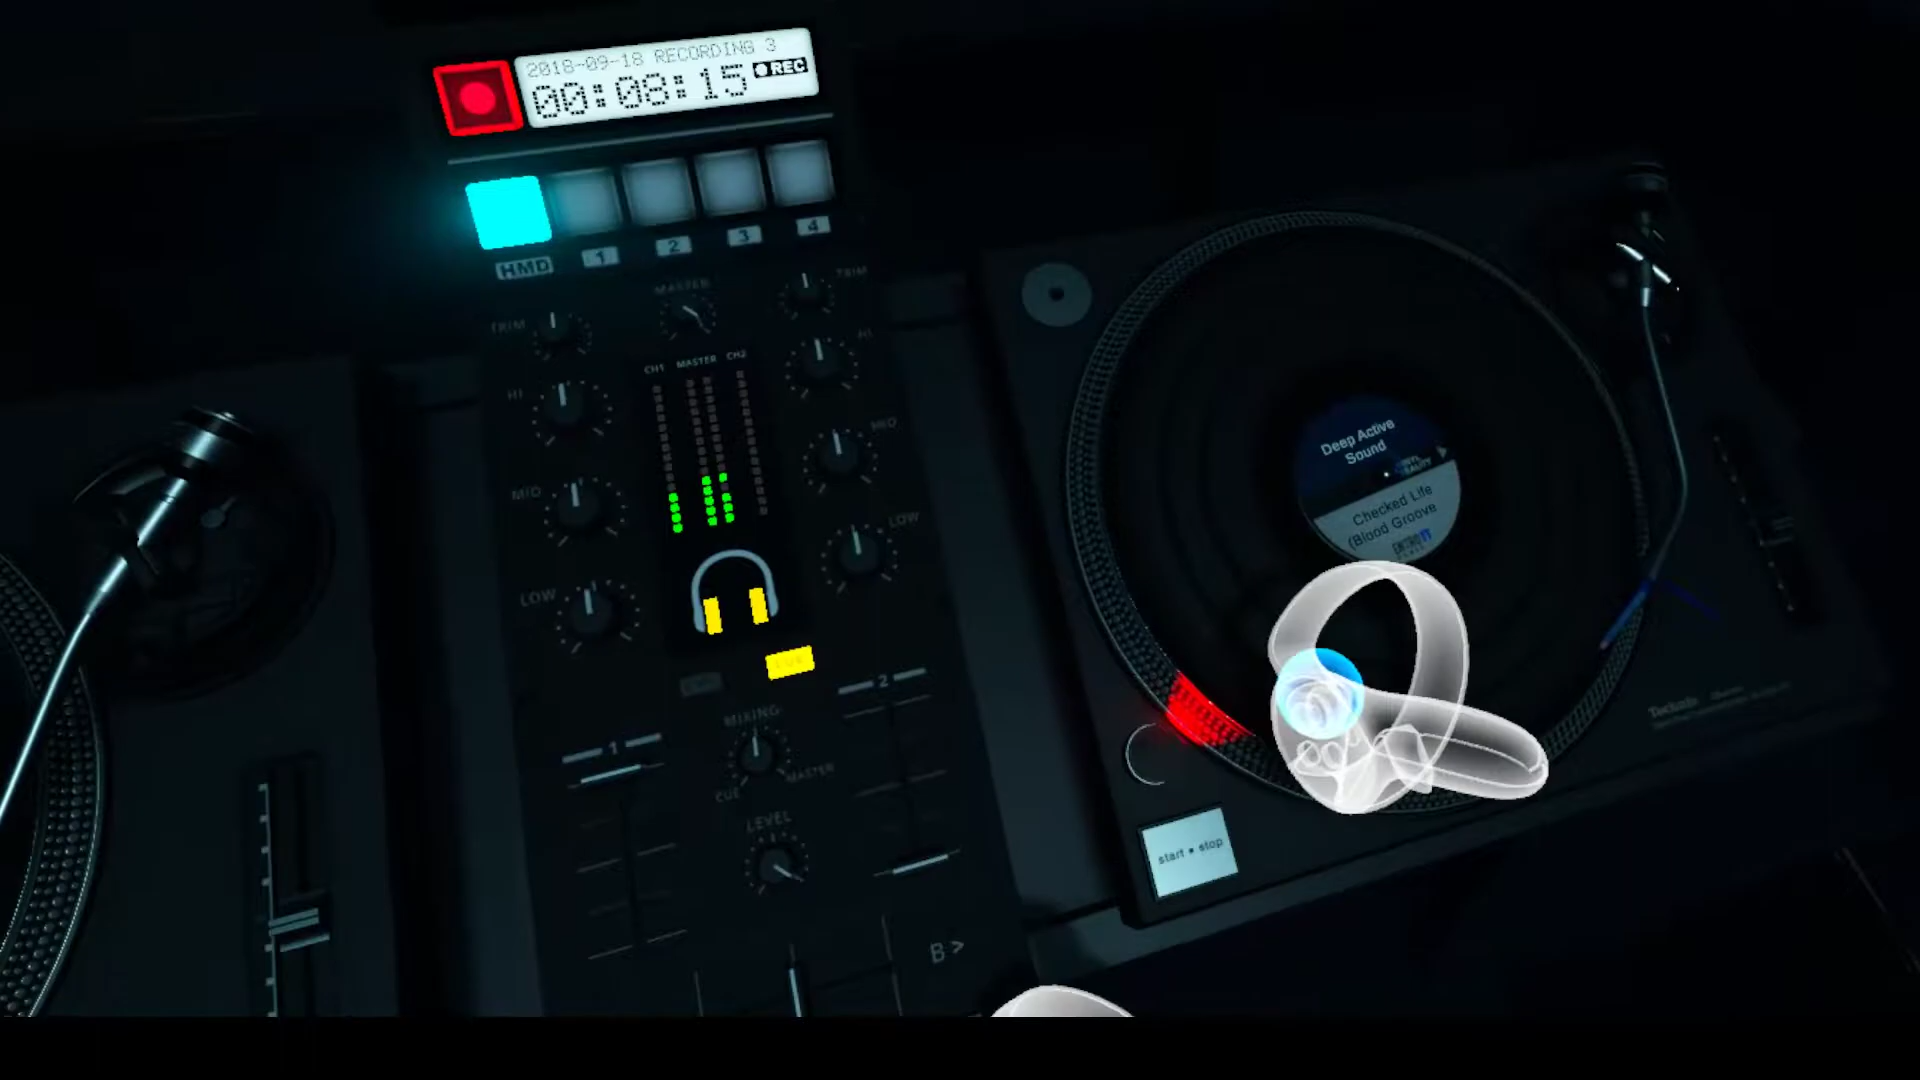 2018-09-18 RECORDING 3
00:08:15 REC
HMD 1 2 3 4
MASTER
TRIM
TRIM
HI
HI
CH1 MASTER CH2
MID
MID
LOW
LOW
CUE
1
2
MIXING
CUE MASTER
LEVEL
B >
Deep Active
Sound
Checked Life
(Blood Groove
start • stop
Technics